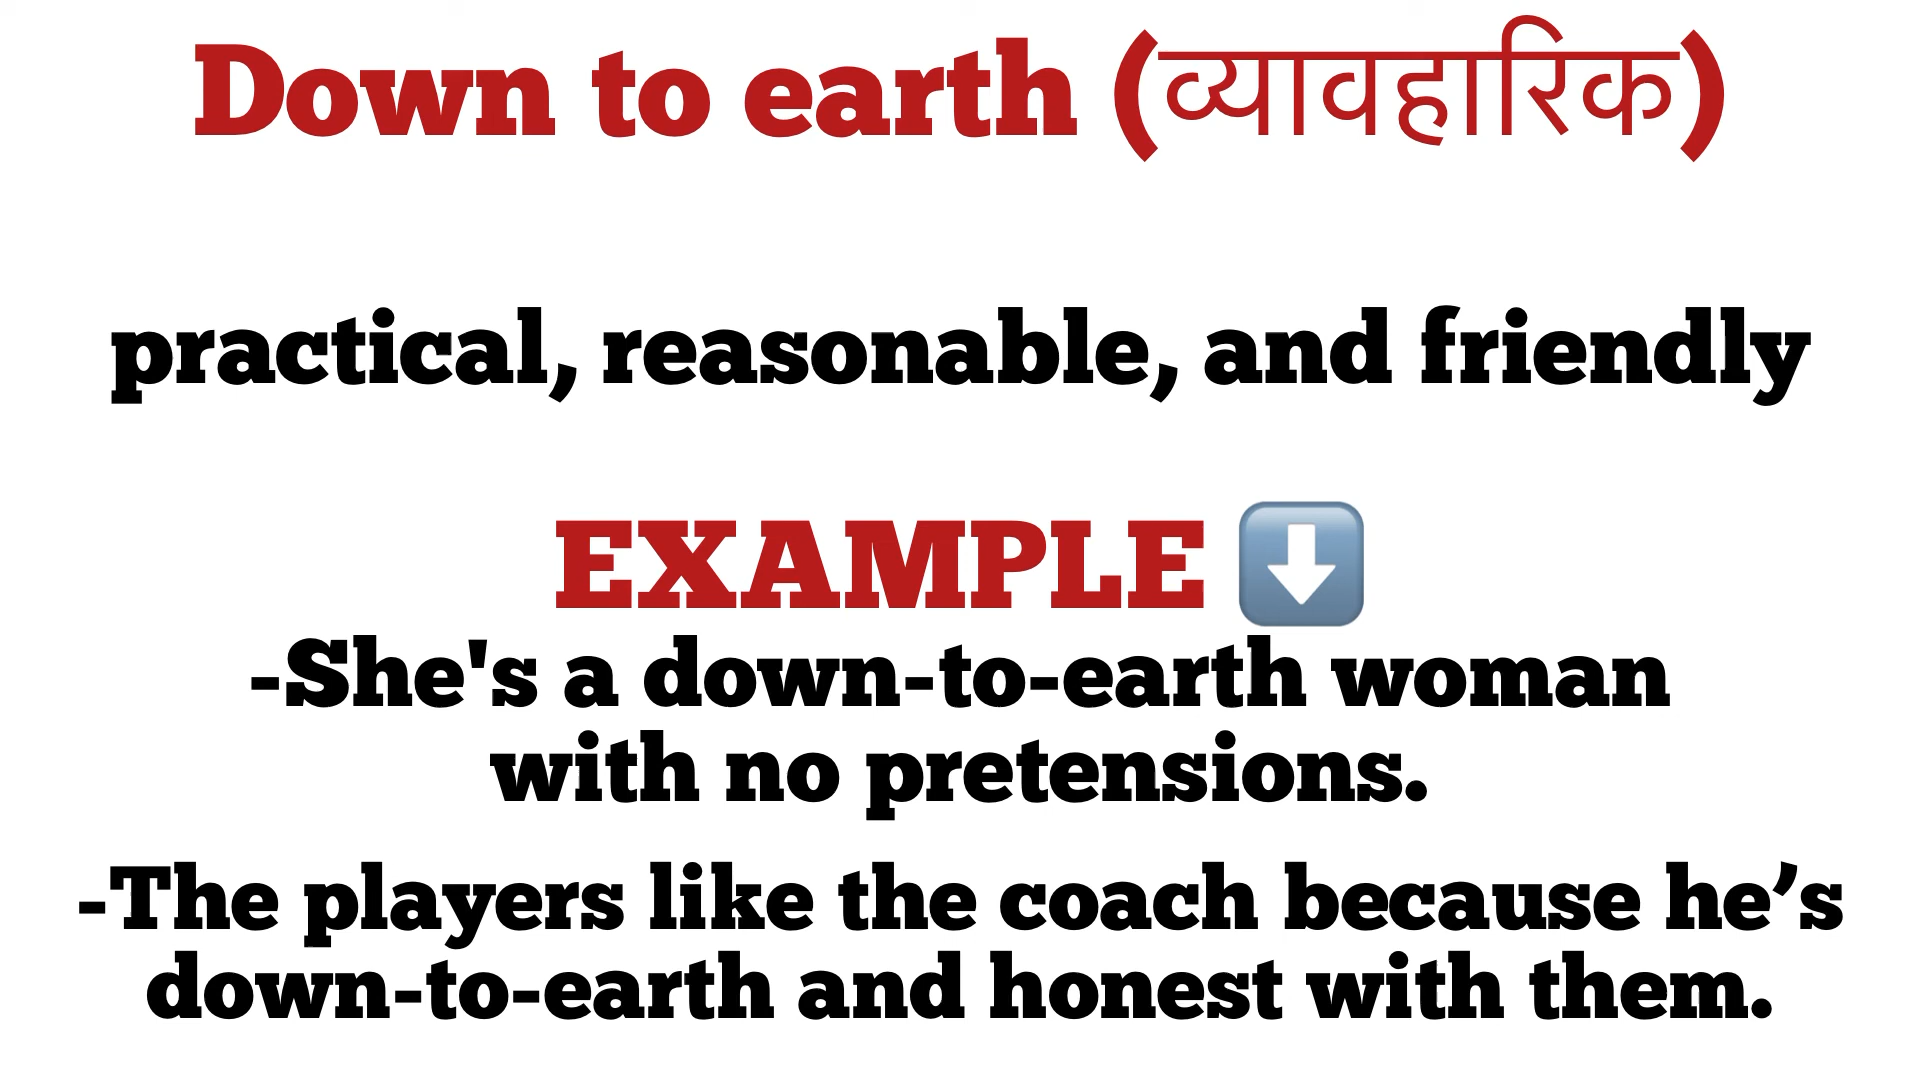 Down to earth (व्यावहारिक)
practical, reasonable, and friendly
EXAMPLE ⬇️
-She's a down-to-earth woman
with no pretensions.
-The players like the coach because he’s
down-to-earth and honest with them.